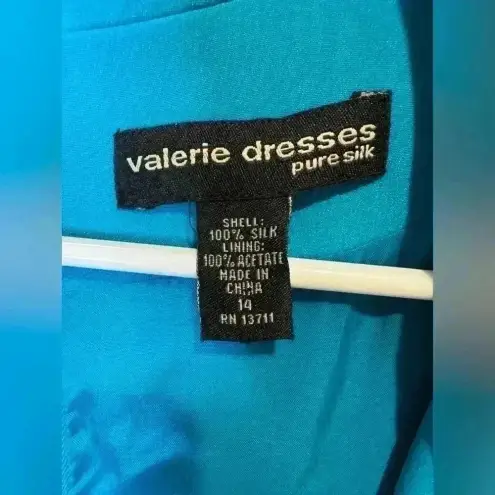 valerie dresses
pure silk
SHELL:
100% SILK
LINING:
100% ACETATE
MADE IN
CHINA
14
RN 13711